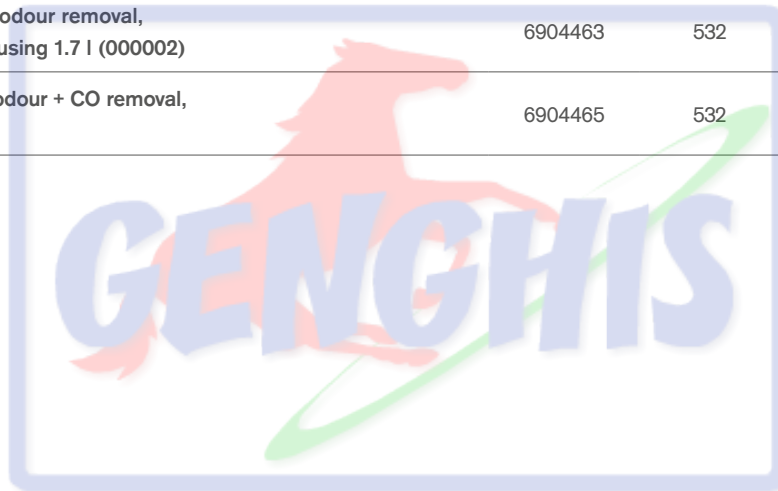 odour removal,
using 1.7 l (000002) 6904463 532
odour + CO removal,
6904465 532
GENGHIS